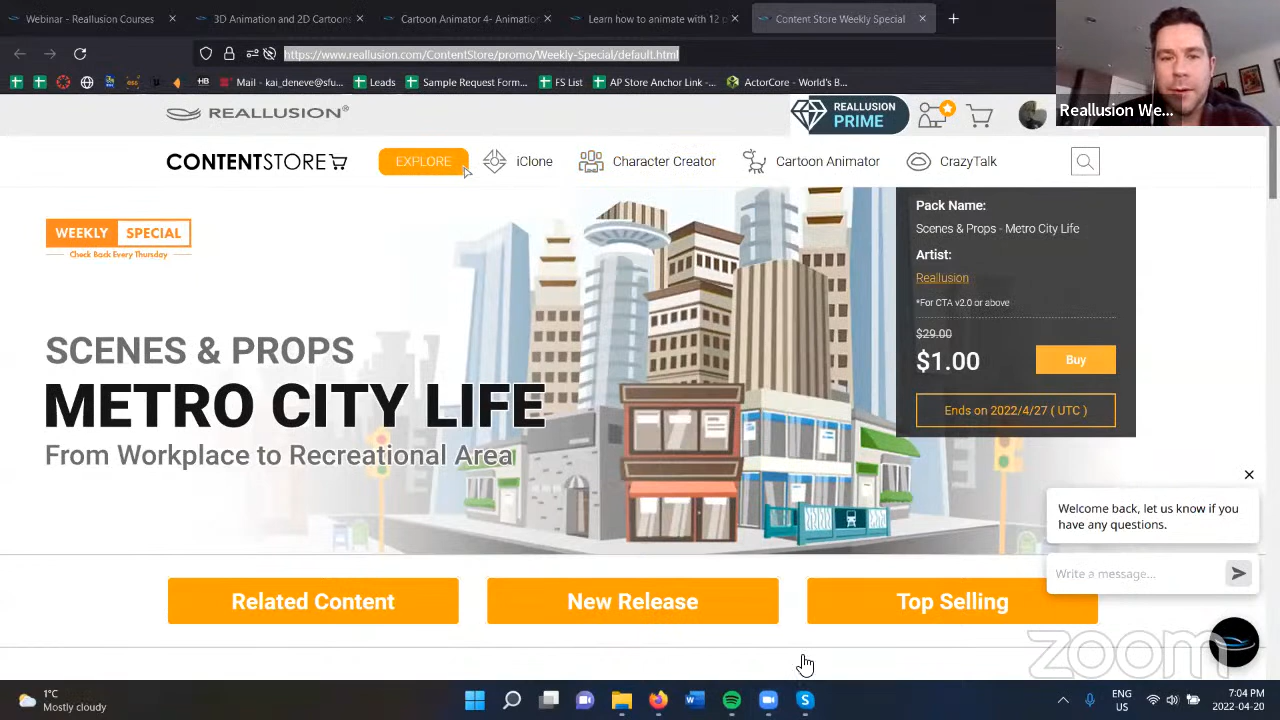 Webinar - Reallusion Courses
3D Animation and 2D Cartoons
Cartoon Animator 4- Animatio
Learn how to animate with 12 p
Content Store Weekly Special
https://www.reallusion.com/ContentStore/promo/Weekly-Special/default.html
HB
Mail - kai_deneve@sfu...
Leads
Sample Request Form...
FS List
AP Store Anchor Link -...
ActorCore - World's B...
Reallusion We...
REALLUSION®
REALLUSION
PRIME
CONTENTSTORE
EXPLORE
iClone
Character Creator
Cartoon Animator
CrazyTalk
WEEKLY SPECIAL
Check Back Every Thursday
SCENES & PROPS
METRO CITY LIFE
From Workplace to Recreational Area
Pack Name:
Scenes & Props - Metro City Life
Artist:
Reallusion
*For CTA v2.0 or above
$29.00
$1.00
Buy
Ends on 2022/4/27 ( UTC )
Welcome back, let us know if you
have any questions.
Write a message...
Related Content
New Release
Top Selling
zoom
1°C
Mostly cloudy
ENG
US
7:04 PM
2022-04-20